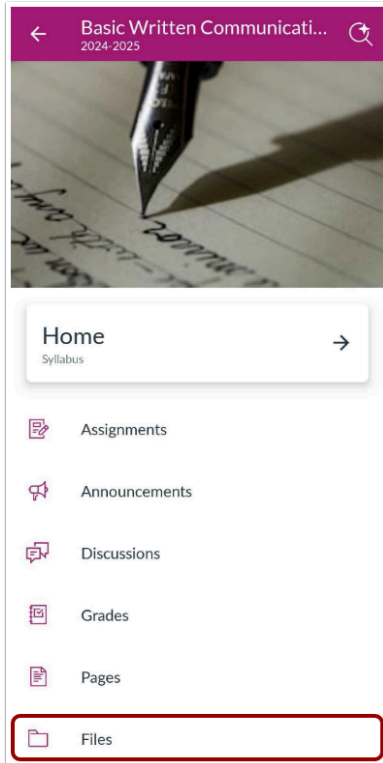 Basic Written Communicati...
2024-2025
Home
Syllabus
Assignments
Announcements
Discussions
Grades
Pages
Files